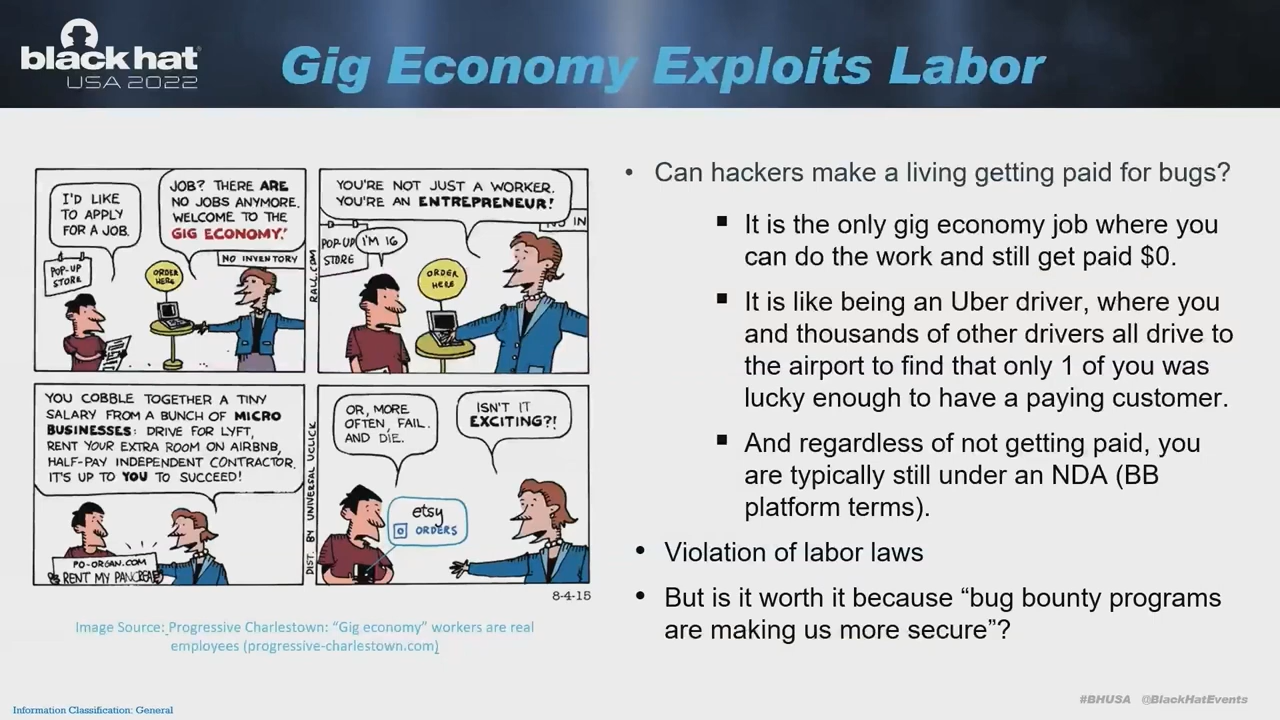 blackhat
USA 2022
Gig Economy Exploits Labor
I'D LIKE
TO APPLY
FOR A JOB.
JOB? THERE ARE
NO JOBS ANYMORE.
WELCOME TO THE
GIG ECONOMY!
POP-UP
STORE
ORDER
HERE
NO INVENTORY
RALL.COM
YOU'RE NOT JUST A WORKER.
YOU'RE AN ENTREPRENEUR!
POP-UP
STORE
I'M 16
ORDER
HERE
NO IN
YOU COBBLE TOGETHER A TINY
SALARY FROM A BUNCH OF MICRO
BUSINESSES: DRIVE FOR LYFT,
RENT YOUR EXTRA ROOM ON AIRBNB,
HALF-PAY INDEPENDENT CONTRACTOR.
IT'S UP TO YOU TO SUCCEED!
PO-ORGAN.COM
RENT MY PANCREAS
DIST. BY UNIVERSAL UCLICK
OR, MORE
OFTEN, FAIL.
AND DIE.
ISN'T IT
EXCITING?!
etsy
0 ORDERS
8-4-15
Image Source: Progressive Charlestown: “Gig economy” workers are real
employees (progressive-charlestown.com)
• Can hackers make a living getting paid for bugs?
▪ It is the only gig economy job where you
can do the work and still get paid $0.
▪ It is like being an Uber driver, where you
and thousands of other drivers all drive to
the airport to find that only 1 of you was
lucky enough to have a paying customer.
▪ And regardless of not getting paid, you
are typically still under an NDA (BB
platform terms).
• Violation of labor laws
• But is it worth it because “bug bounty programs
are making us more secure”?
#BHUSA @BlackHatEvents
Information Classification: General